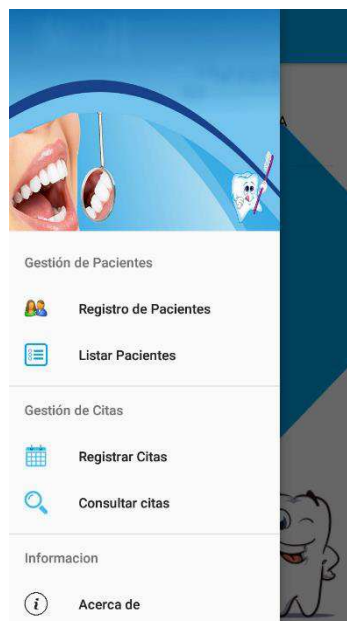 Gestión de Pacientes
Registro de Pacientes
Listar Pacientes
Gestión de Citas
Registrar Citas
Consultar citas
Informacion
i
Acerca de
A